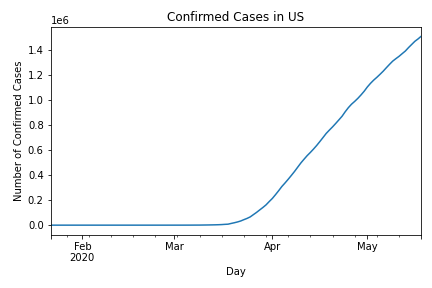 Confirmed Cases in US
1e6
Number of Confirmed Cases
1.4
1.2
1.0
0.8
0.6
0.4
0.2
0.0
Feb
2020
Mar
Apr
May
Day